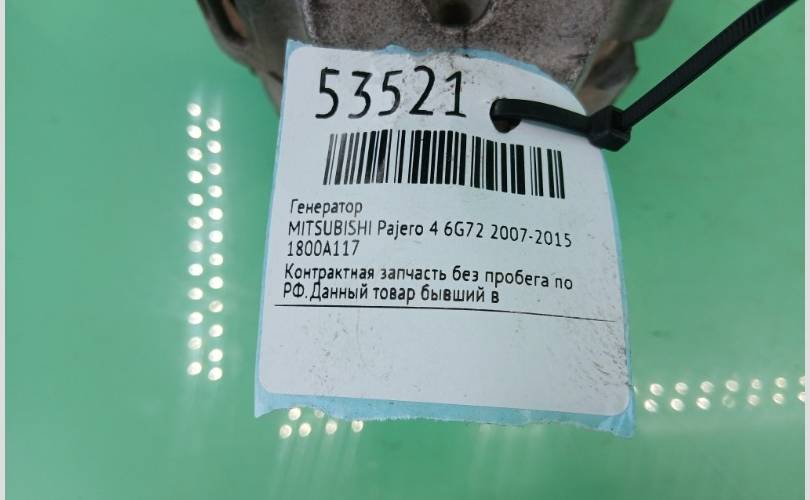 53521
Генератор
MITSUBISHI Pajero 4 6G72 2007-2015
1800A117
Контрактная запчасть без пробега по
РФ.Данный товар бывший в